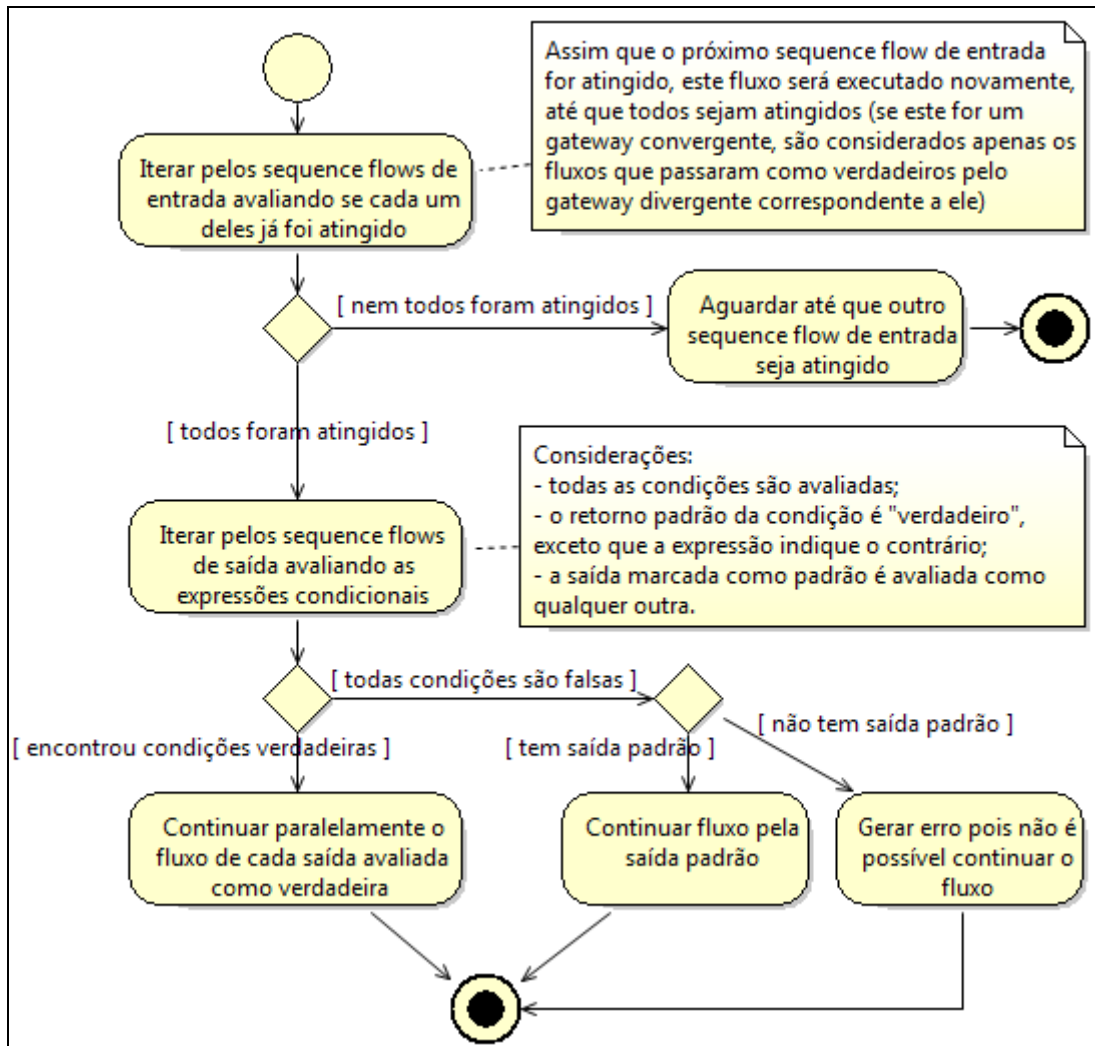 Assim que o próximo sequence flow de entrada
for atingido, este fluxo será executado novamente,
até que todos sejam atingidos (se este for um
gateway convergente, são considerados apenas os
fluxos que passaram como verdadeiros pelo
gateway divergente correspondente a ele)
Iterar pelos sequence flows de
entrada avaliando se cada um
deles já foi atingido
[ nem todos foram atingidos ]
Aguardar até que outro
sequence flow de entrada
seja atingido
[ todos foram atingidos ]
Considerações:
- todas as condições são avaliadas;
- o retorno padrão da condição é "verdadeiro",
exceto que a expressão indique o contrário;
- a saída marcada como padrão é avaliada como
qualquer outra.
Iterar pelos sequence flows
de saída avaliando as
expressões condicionais
[ todas condições são falsas ]
[ não tem saída padrão ]
[ encontrou condições verdadeiras ]
[ tem saída padrão ]
Continuar paralelamente o
fluxo de cada saída avaliada
como verdadeira
Continuar fluxo pela
saída padrão
Gerar erro pois não é
possível continuar o
fluxo